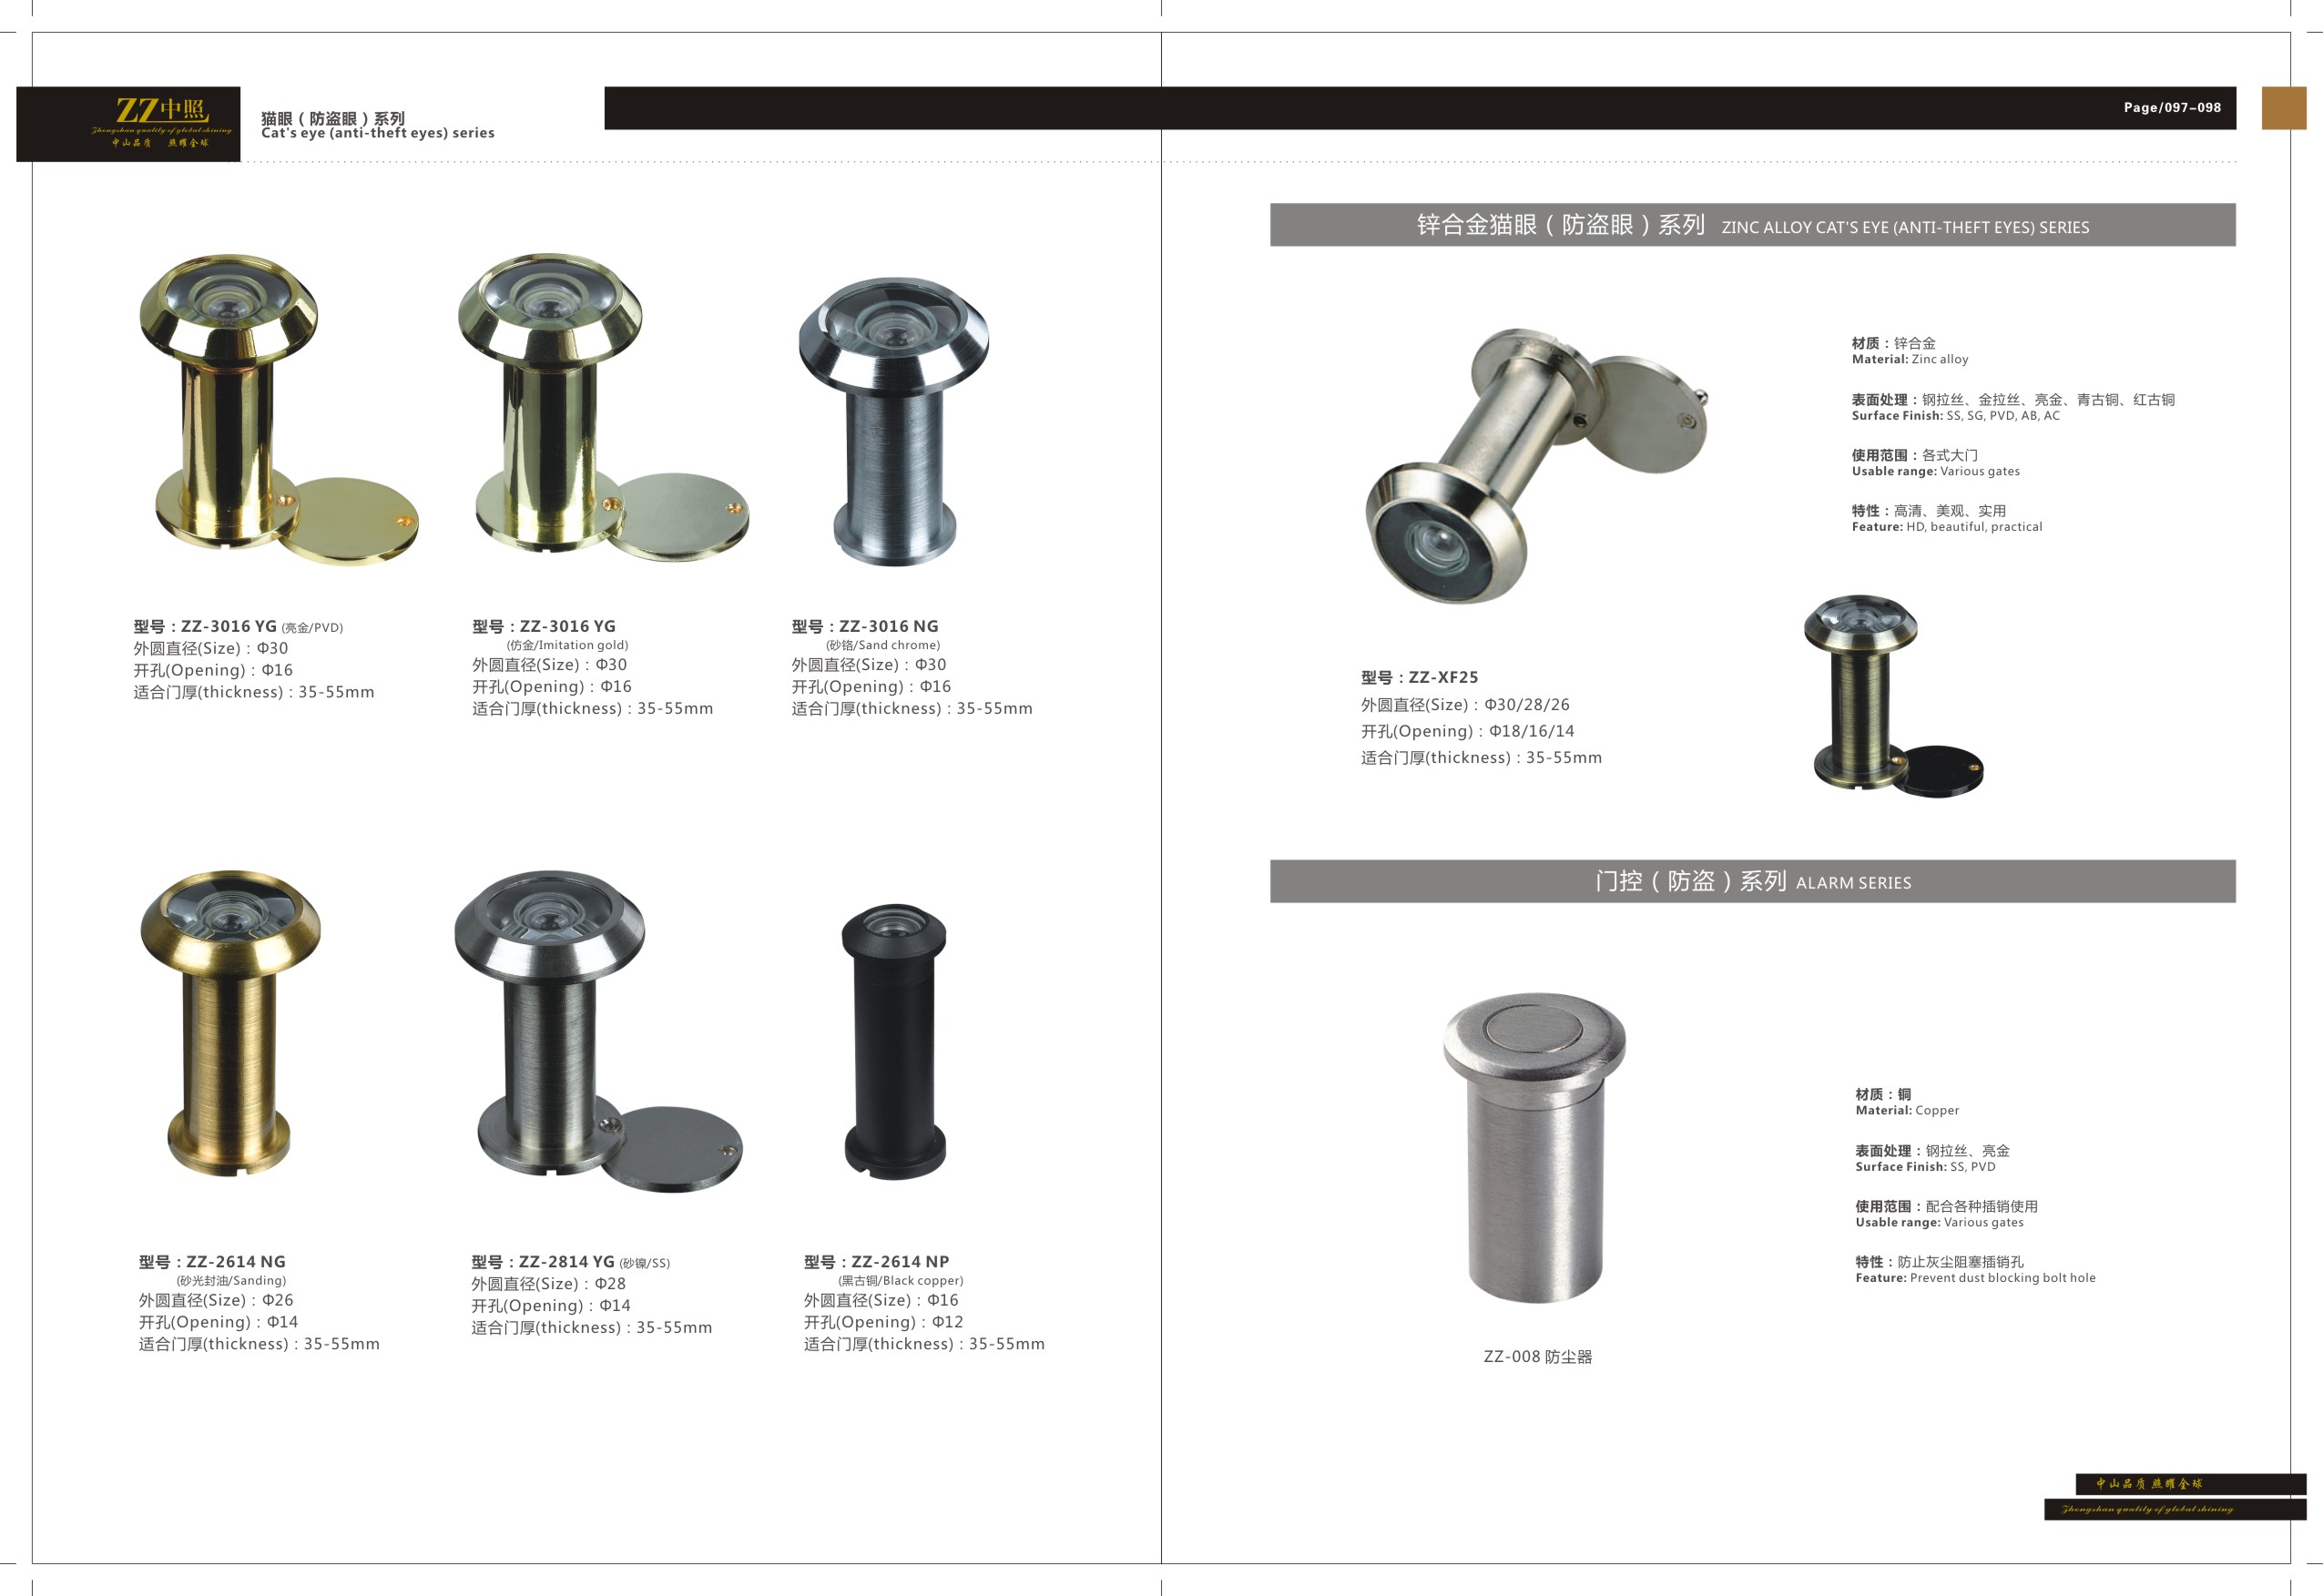 ZZ中照
Zhongshan quality of global shining
中山品质 照耀全球
猫眼（防盗眼）系列
Cat's eye (anti-theft eyes) series
Page/097-098
型号：ZZ-3016 YG (亮金/PVD)
外圆直径(Size)：Φ30
开孔(Opening)：Φ16
适合门厚(thickness)：35-55mm
型号：ZZ-3016 YG
(仿金/Imitation gold)
外圆直径(Size)：Φ30
开孔(Opening)：Φ16
适合门厚(thickness)：35-55mm
型号：ZZ-3016 NG
(砂铬/Sand chrome)
外圆直径(Size)：Φ30
开孔(Opening)：Φ16
适合门厚(thickness)：35-55mm
型号：ZZ-2614 NG
(砂光封油/Sanding)
外圆直径(Size)：Φ26
开孔(Opening)：Φ14
适合门厚(thickness)：35-55mm
型号：ZZ-2814 YG (砂镍/SS)
外圆直径(Size)：Φ28
开孔(Opening)：Φ14
适合门厚(thickness)：35-55mm
型号：ZZ-2614 NP
(黑古铜/Black copper)
外圆直径(Size)：Φ16
开孔(Opening)：Φ12
适合门厚(thickness)：35-55mm
锌合金猫眼（防盗眼）系列 ZINC ALLOY CAT'S EYE (ANTI-THEFT EYES) SERIES
材质：锌合金
Material: Zinc alloy
表面处理：钢拉丝、金拉丝、亮金、青古铜、红古铜
Surface Finish: SS, SG, PVD, AB, AC
使用范围：各式大门
Usable range: Various gates
特性：高清、美观、实用
Feature: HD, beautiful, practical
型号：ZZ-XF25
外圆直径(Size)：Φ30/28/26
开孔(Opening)：Φ18/16/14
适合门厚(thickness)：35-55mm
门控（防盗）系列 ALARM SERIES
材质：铜
Material: Copper
表面处理：钢拉丝、亮金
Surface Finish: SS, PVD
使用范围：配合各种插销使用
Usable range: Various gates
特性：防止灰尘阻塞插销孔
Feature: Prevent dust blocking bolt hole
ZZ-008 防尘器
中山品质 照耀全球
Zhongshan quality of global shining